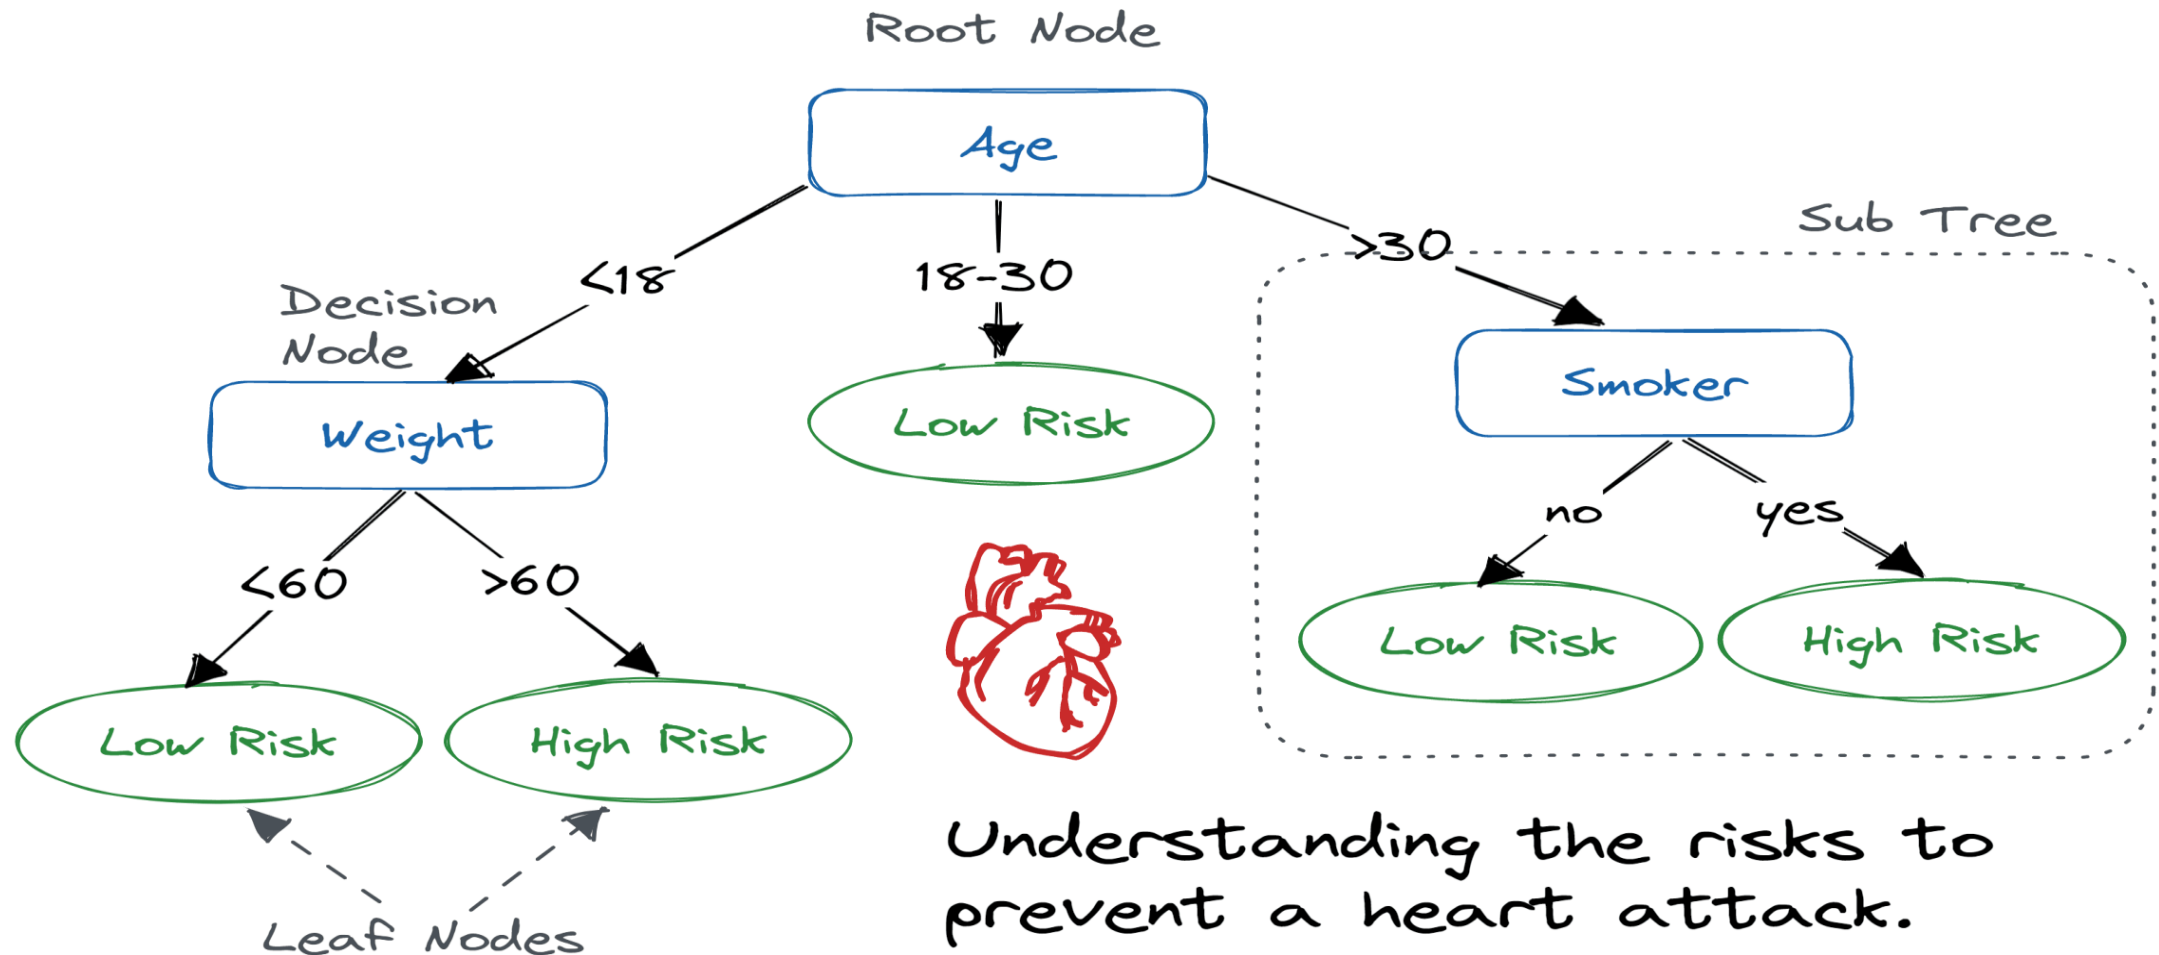 Root Node
Age
<18
18-30
>30
Sub Tree
Decision
Node
Weight
Low Risk
Smoker
<60
>60
no
yes
Low Risk
High Risk
Low Risk
High Risk
Leaf Nodes
Understanding the risks to
prevent a heart attack.